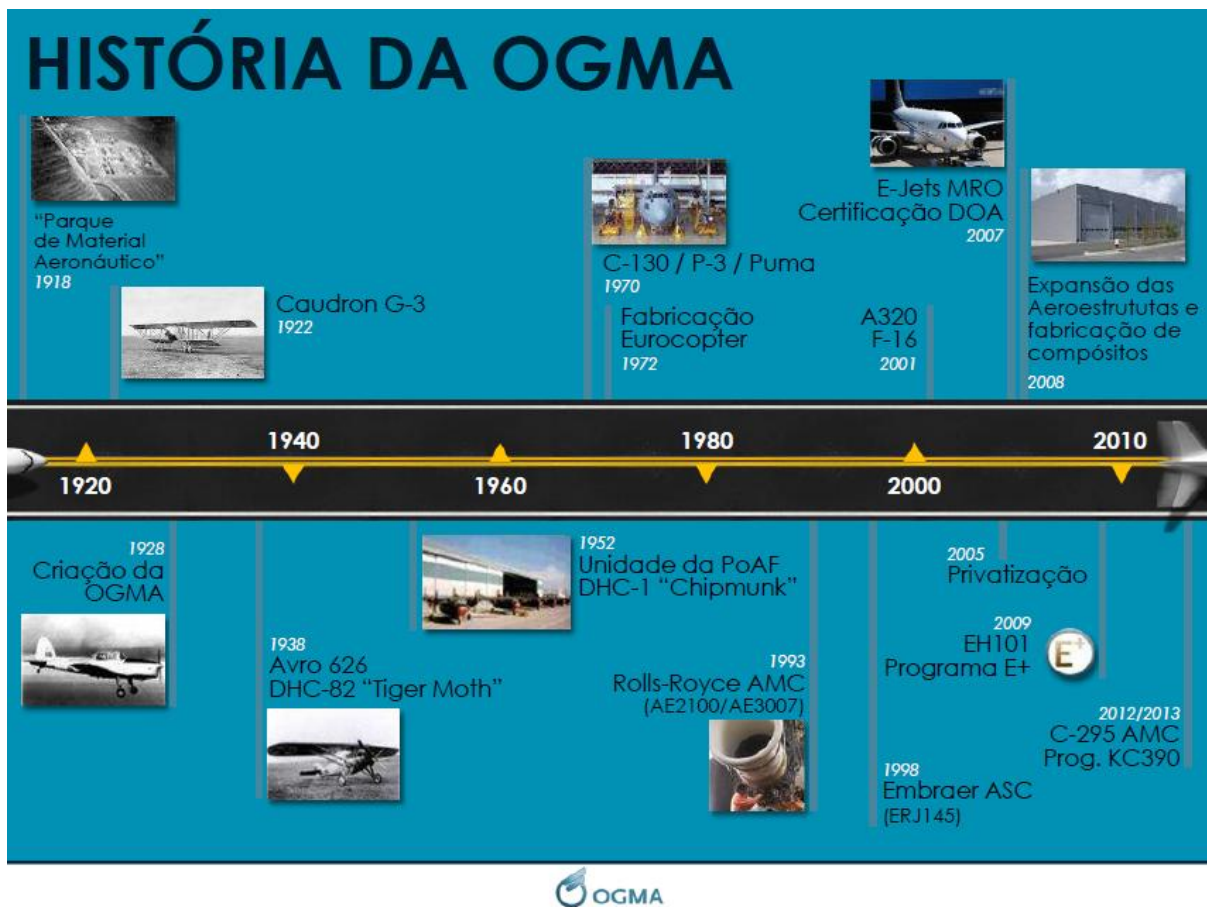 HISTÓRIA DA OGMA
“Parque
de Material
Aeronáutico”
1918
Caudron G-3
1922
C-130 / P-3 / Puma
1970
Fabricação
Eurocopter
1972
A320
F-16
2001
E-Jets MRO
Certificação DOA
2007
Expansão das
Aeroestrututas e
fabricação de
compósitos
2008
1920
1940
1960
1980
2000
2010
1928
Criação da
OGMA
1938
Avro 626
DHC-82 “Tiger Moth”
1952
Unidade da PoAF
DHC-1 “Chipmunk”
1993
Rolls-Royce AMC
(AE2100/AE3007)
1998
Embraer ASC
(ERJ145)
2005
Privatização
2009
EH101
Programa E+
E+
2012/2013
C-295 AMC
Prog. KC390
OGMA